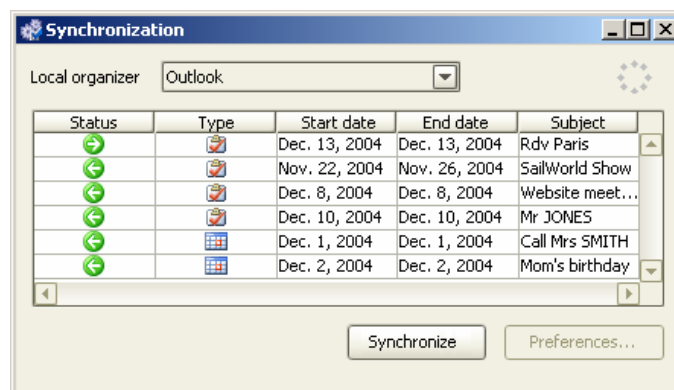 Synchronization
Local organizer Outlook
Status Type Start date End date Subject
Dec. 13, 2004 Dec. 13, 2004 Rdv Paris
Nov. 22, 2004 Nov. 26, 2004 SailWorld Show
Dec. 8, 2004 Dec. 8, 2004 Website meet...
Dec. 10, 2004 Dec. 10, 2004 Mr JONES
Dec. 1, 2004 Dec. 1, 2004 Call Mrs SMITH
Dec. 2, 2004 Dec. 2, 2004 Mom's birthday
Synchronize Preferences...